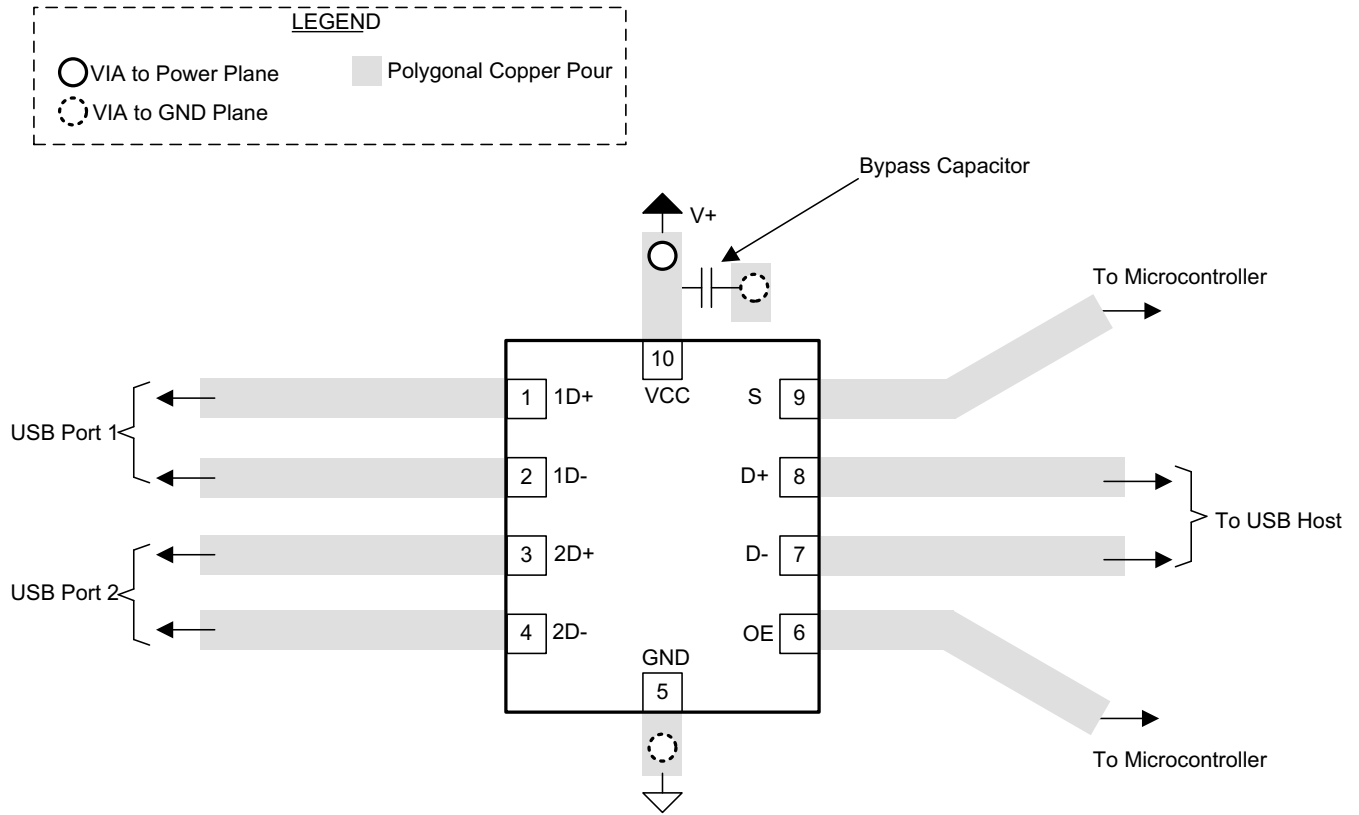 LEGEND
VIA to Power Plane
Polygonal Copper Pour
VIA to GND Plane
Bypass Capacitor
V+
To Microcontroller
10
VCC
1
1D+
S
9
USB Port 1
2
1D-
D+
8
To USB Host
3
2D+
D-
7
USB Port 2
4
2D-
OE
6
GND
5
To Microcontroller